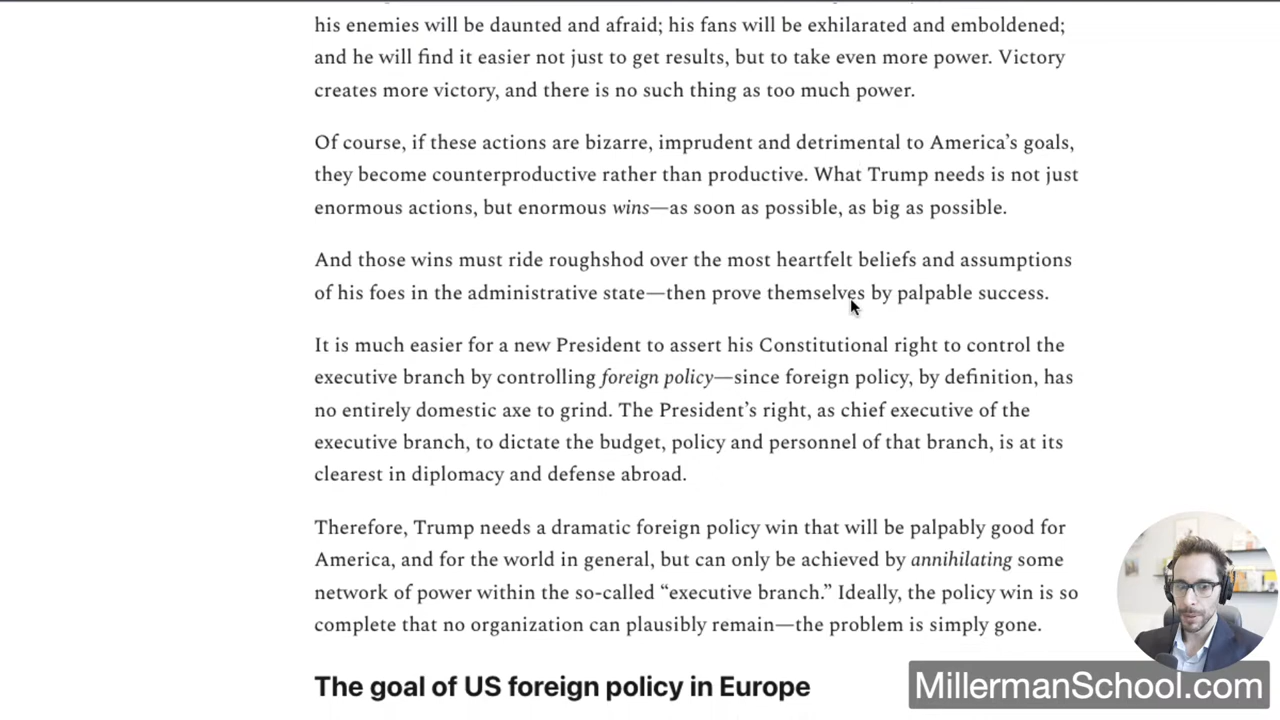 his enemies will be daunted and afraid; his fans will be exhilarated and emboldened;
and he will find it easier not just to get results, but to take even more power. Victory
creates more victory, and there is no such thing as too much power.
Of course, if these actions are bizarre, imprudent and detrimental to America’s goals,
they become counterproductive rather than productive. What Trump needs is not just
enormous actions, but enormous wins—as soon as possible, as big as possible.
And those wins must ride roughshod over the most heartfelt beliefs and assumptions
of his foes in the administrative state—then prove themselves by palpable success.
It is much easier for a new President to assert his Constitutional right to control the
executive branch by controlling foreign policy—since foreign policy, by definition, has
no entirely domestic axe to grind. The President’s right, as chief executive of the
executive branch, to dictate the budget, policy and personnel of that branch, is at its
clearest in diplomacy and defense abroad.
Therefore, Trump needs a dramatic foreign policy win that will be palpably good for
America, and for the world in general, but can only be achieved by annihilating some
network of power within the so-called “executive branch.” Ideally, the policy win is so
complete that no organization can plausibly remain—the problem is simply gone.
The goal of US foreign policy in Europe
MillermanSchool.com